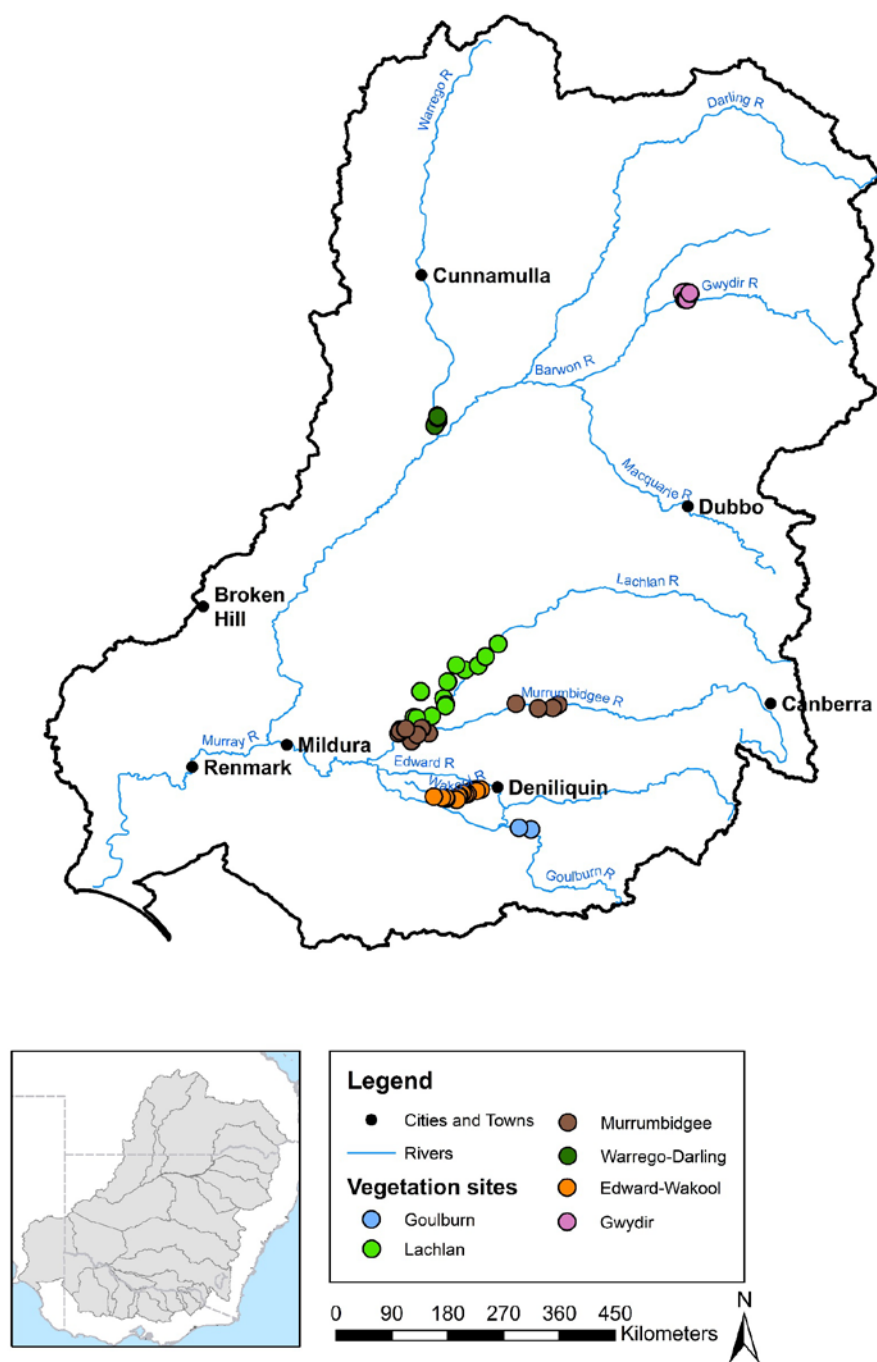 Warrego R
Darling R
Cunnamulla
Gwydir R
Barwon R
Macquarie R
Dubbo
Lachlan R
Broken
Hill
Murrumbidgee R
Canberra
Murray R
Mildura
Edward R
Renmark
Wakool R
Deniliquin
Goulburn R
Legend
Cities and Towns
Rivers
Vegetation sites
Goulburn
Lachlan
Murrumbidgee
Warrego-Darling
Edward-Wakool
Gwydir
0 90 180 270 360 450
Kilometers
N